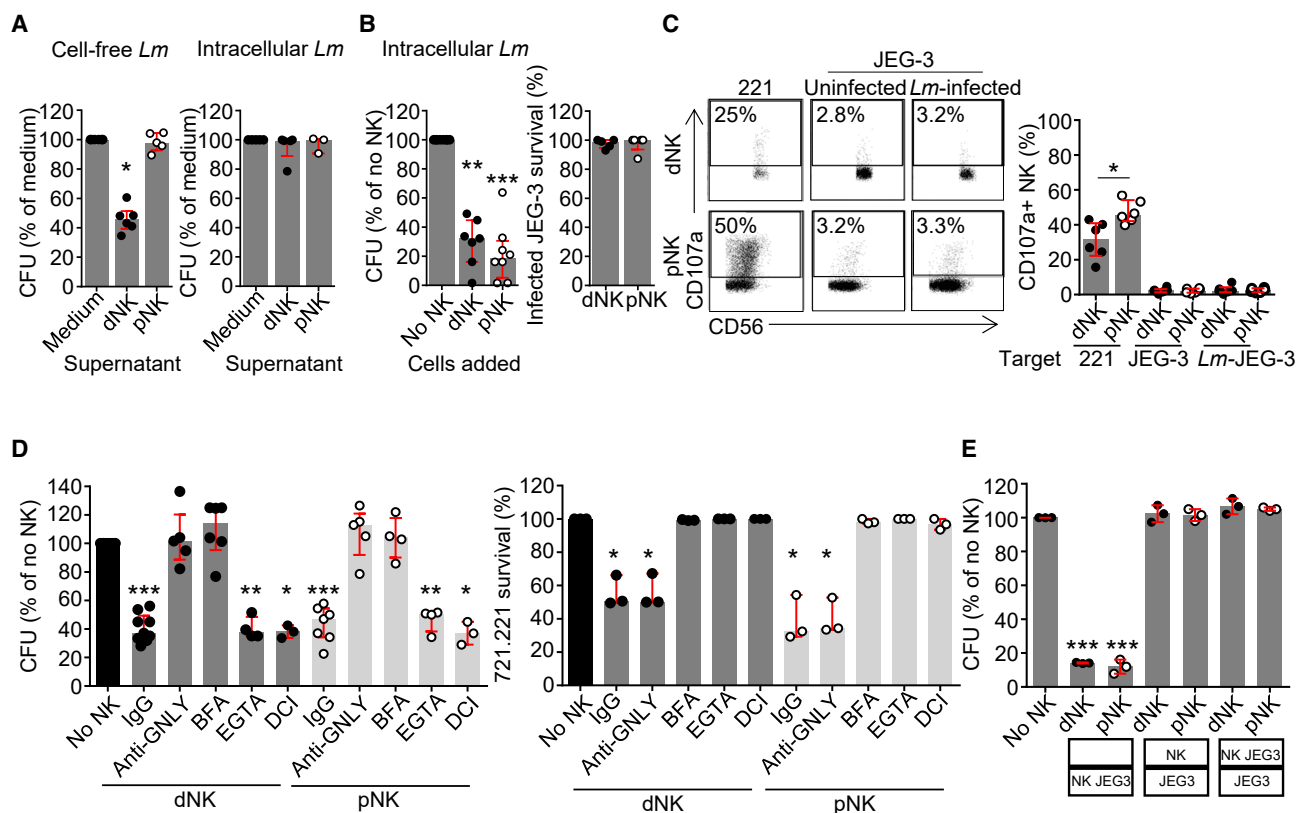 A
Cell-free Lm
Intracellular Lm
CFU (% of medium)
120
100
80
60
40
20
0
*
Medium
dNK
pNK
Supernatant
CFU (% of medium)
120
100
80
60
40
20
0
Medium
dNK
pNK
Supernatant
B
Intracellular Lm
CFU (% of no NK)
120
100
80
60
40
20
0
**
***
No NK
dNK
pNK
Cells added
Infected JEG-3 survival (%)
120
100
80
60
40
20
0
dNK
pNK
C
JEG-3
221
Uninfected
Lm-infected
25%
2.8%
3.2%
dNK
50%
3.2%
3.3%
pNK
CD107a
CD56
CD107a+ NK (%)
100
80
60
40
20
0
*
dNK
pNK
dNK
pNK
dNK
pNK
Target
221
JEG-3
Lm-JEG-3
D
CFU (% of no NK)
140
120
100
80
60
40
20
0
***
**
*
***
**
*
No NK
IgG
Anti-GNLY
BFA
EGTA
DCI
IgG
Anti-GNLY
BFA
EGTA
DCI
dNK
pNK
721.221 survival (%)
120
100
80
60
40
20
0
*
*
*
*
No NK
IgG
Anti-GNLY
BFA
EGTA
DCI
IgG
Anti-GNLY
BFA
EGTA
DCI
dNK
pNK
E
CFU (% of no NK)
120
100
80
60
40
20
0
***
***
No NK
dNK
pNK
dNK
pNK
dNK
pNK
NK JEG3
NK
JEG3
NK JEG3
JEG3